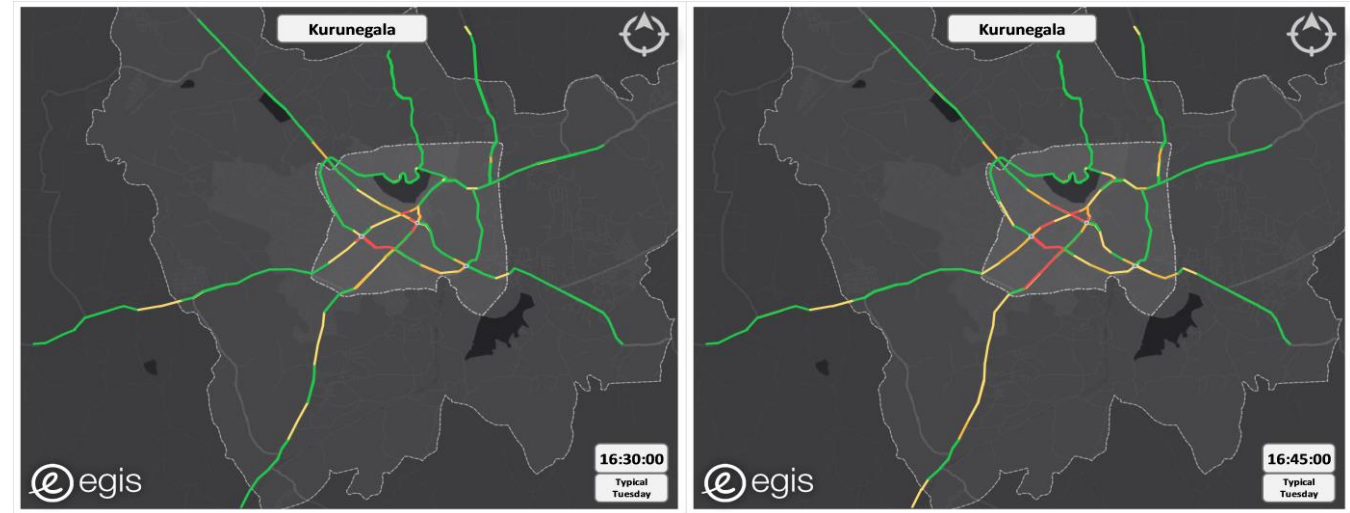 Kurunegala
egis
16:30:00
Typical
Tuesday
Kurunegala
egis
16:45:00
Typical
Tuesday